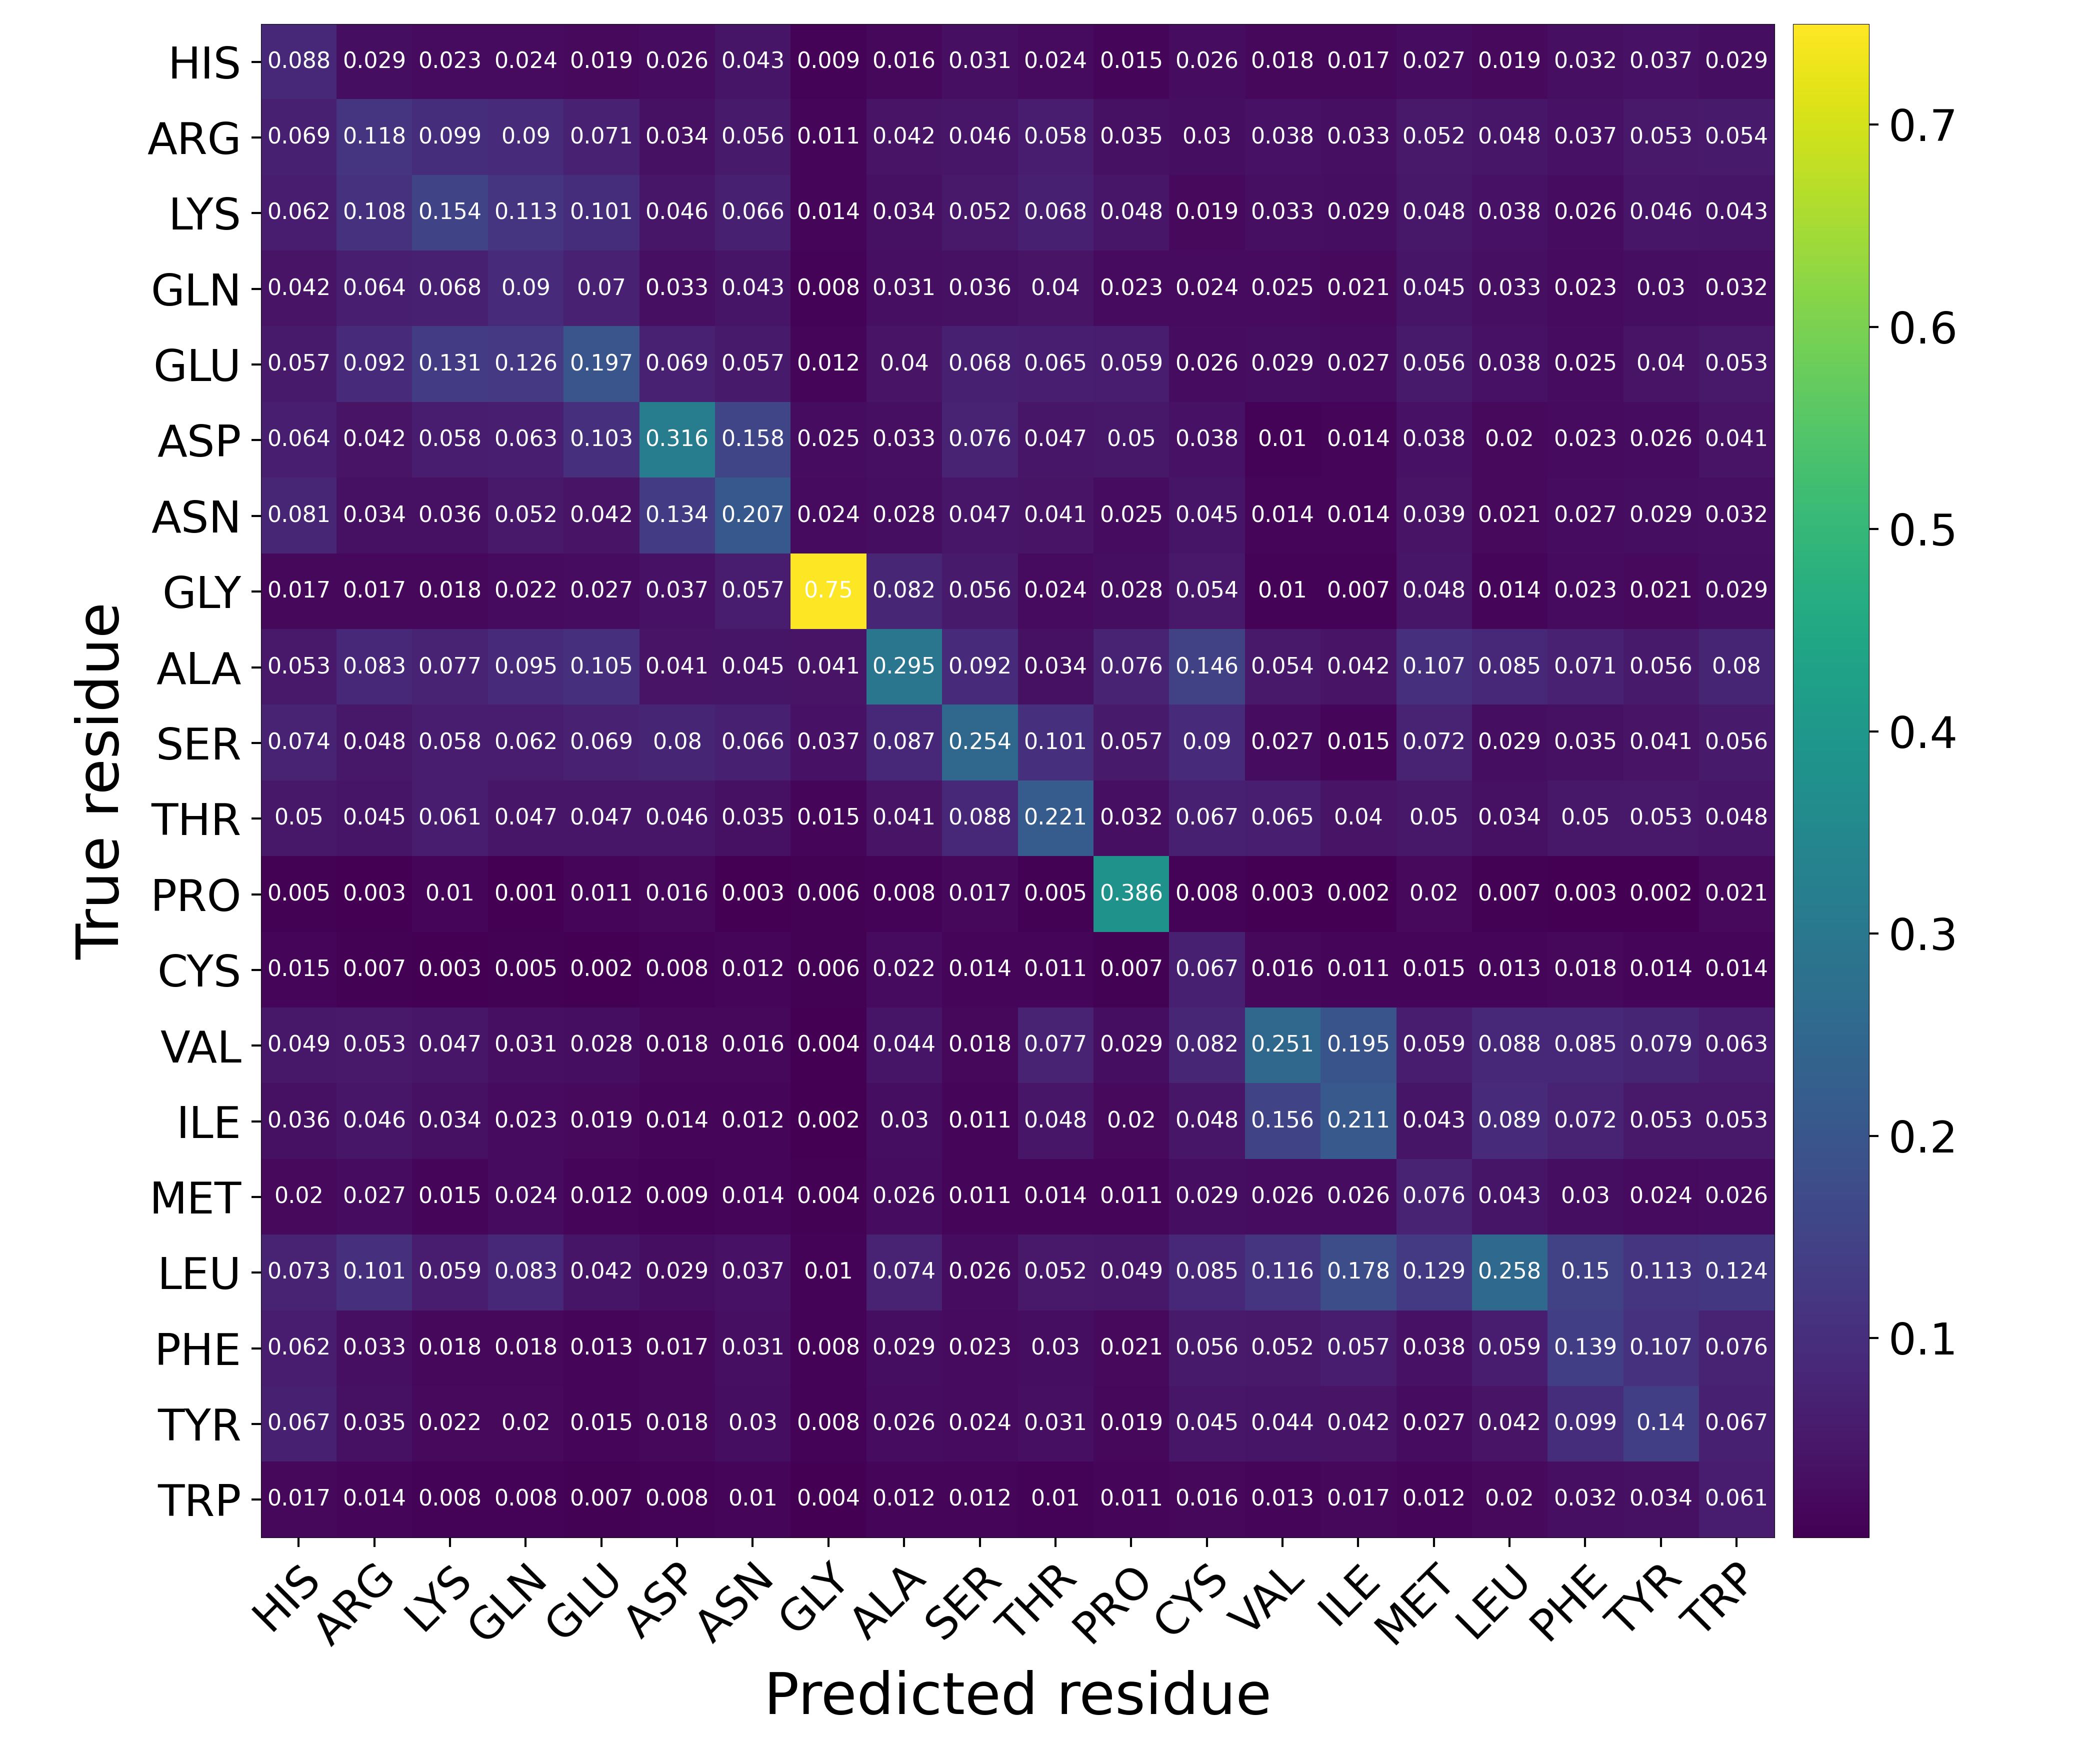 HIS 0.088 0.029 0.023 0.024 0.019 0.026 0.043 0.009 0.016 0.031 0.024 0.015 0.026 0.018 0.017 0.027 0.019 0.032 0.037 0.029
ARG 0.069 0.118 0.099 0.09 0.071 0.034 0.056 0.011 0.042 0.046 0.058 0.035 0.03 0.038 0.033 0.052 0.048 0.037 0.053 0.054
LYS 0.062 0.108 0.154 0.113 0.101 0.046 0.066 0.014 0.034 0.052 0.068 0.048 0.019 0.033 0.029 0.048 0.038 0.026 0.046 0.043
GLN 0.042 0.064 0.068 0.09 0.07 0.033 0.043 0.008 0.031 0.036 0.04 0.023 0.024 0.025 0.021 0.045 0.033 0.023 0.03 0.032
GLU 0.057 0.092 0.131 0.126 0.197 0.069 0.057 0.012 0.04 0.068 0.065 0.059 0.026 0.029 0.027 0.056 0.038 0.025 0.04 0.053
ASP 0.064 0.042 0.058 0.063 0.103 0.316 0.158 0.025 0.033 0.076 0.047 0.05 0.038 0.01 0.014 0.038 0.02 0.023 0.026 0.041
ASN 0.081 0.034 0.036 0.052 0.042 0.134 0.207 0.024 0.028 0.047 0.041 0.025 0.045 0.014 0.014 0.039 0.021 0.027 0.029 0.032
GLY 0.017 0.017 0.018 0.022 0.027 0.037 0.057 0.75 0.082 0.056 0.024 0.028 0.054 0.01 0.007 0.048 0.014 0.023 0.021 0.029
ALA 0.053 0.083 0.077 0.095 0.105 0.041 0.045 0.041 0.295 0.092 0.034 0.076 0.146 0.054 0.042 0.107 0.085 0.071 0.056 0.08
SER 0.074 0.048 0.058 0.062 0.069 0.08 0.066 0.037 0.087 0.254 0.101 0.057 0.09 0.027 0.015 0.072 0.029 0.035 0.041 0.056
THR 0.05 0.045 0.061 0.047 0.047 0.046 0.035 0.015 0.041 0.088 0.221 0.032 0.067 0.065 0.04 0.05 0.034 0.05 0.053 0.048
PRO 0.005 0.003 0.01 0.001 0.011 0.016 0.003 0.006 0.008 0.017 0.005 0.386 0.008 0.003 0.002 0.02 0.007 0.003 0.002 0.021
CYS 0.015 0.007 0.003 0.005 0.002 0.008 0.012 0.006 0.022 0.014 0.011 0.007 0.067 0.016 0.011 0.015 0.013 0.018 0.014 0.014
VAL 0.049 0.053 0.047 0.031 0.028 0.018 0.016 0.004 0.044 0.018 0.077 0.029 0.082 0.251 0.195 0.059 0.088 0.085 0.079 0.063
ILE 0.036 0.046 0.034 0.023 0.019 0.014 0.012 0.002 0.03 0.011 0.048 0.02 0.048 0.156 0.211 0.043 0.089 0.072 0.053 0.053
MET 0.02 0.027 0.015 0.024 0.012 0.009 0.014 0.004 0.026 0.011 0.014 0.011 0.029 0.026 0.026 0.076 0.043 0.03 0.024 0.026
LEU 0.073 0.101 0.059 0.083 0.042 0.029 0.037 0.01 0.074 0.026 0.052 0.049 0.085 0.116 0.178 0.129 0.258 0.15 0.113 0.124
PHE 0.062 0.033 0.018 0.018 0.013 0.017 0.031 0.008 0.029 0.023 0.03 0.021 0.056 0.052 0.057 0.038 0.059 0.139 0.107 0.076
TYR 0.067 0.035 0.022 0.02 0.015 0.018 0.03 0.008 0.026 0.024 0.031 0.019 0.045 0.044 0.042 0.027 0.042 0.099 0.14 0.067
TRP 0.017 0.014 0.008 0.008 0.007 0.008 0.01 0.004 0.012 0.012 0.01 0.011 0.016 0.013 0.017 0.012 0.02 0.032 0.034 0.061
HIS ARG LYS GLN GLU ASP ASN GLY ALA SER THR PRO CYS VAL ILE MET LEU PHE TYR TRP
Predicted residue
True residue
0.7
0.6
0.5
0.4
0.3
0.2
0.1